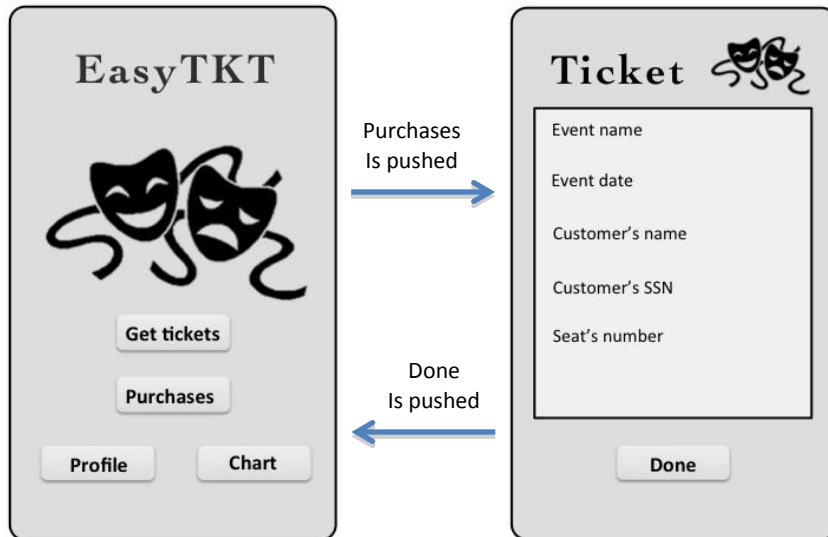 EasyTKT
Get tickets
Purchases
Profile
Chart
Purchases
Is pushed
Done
Is pushed
Ticket
Event name
Event date
Customer’s name
Customer’s SSN
Seat’s number
Done